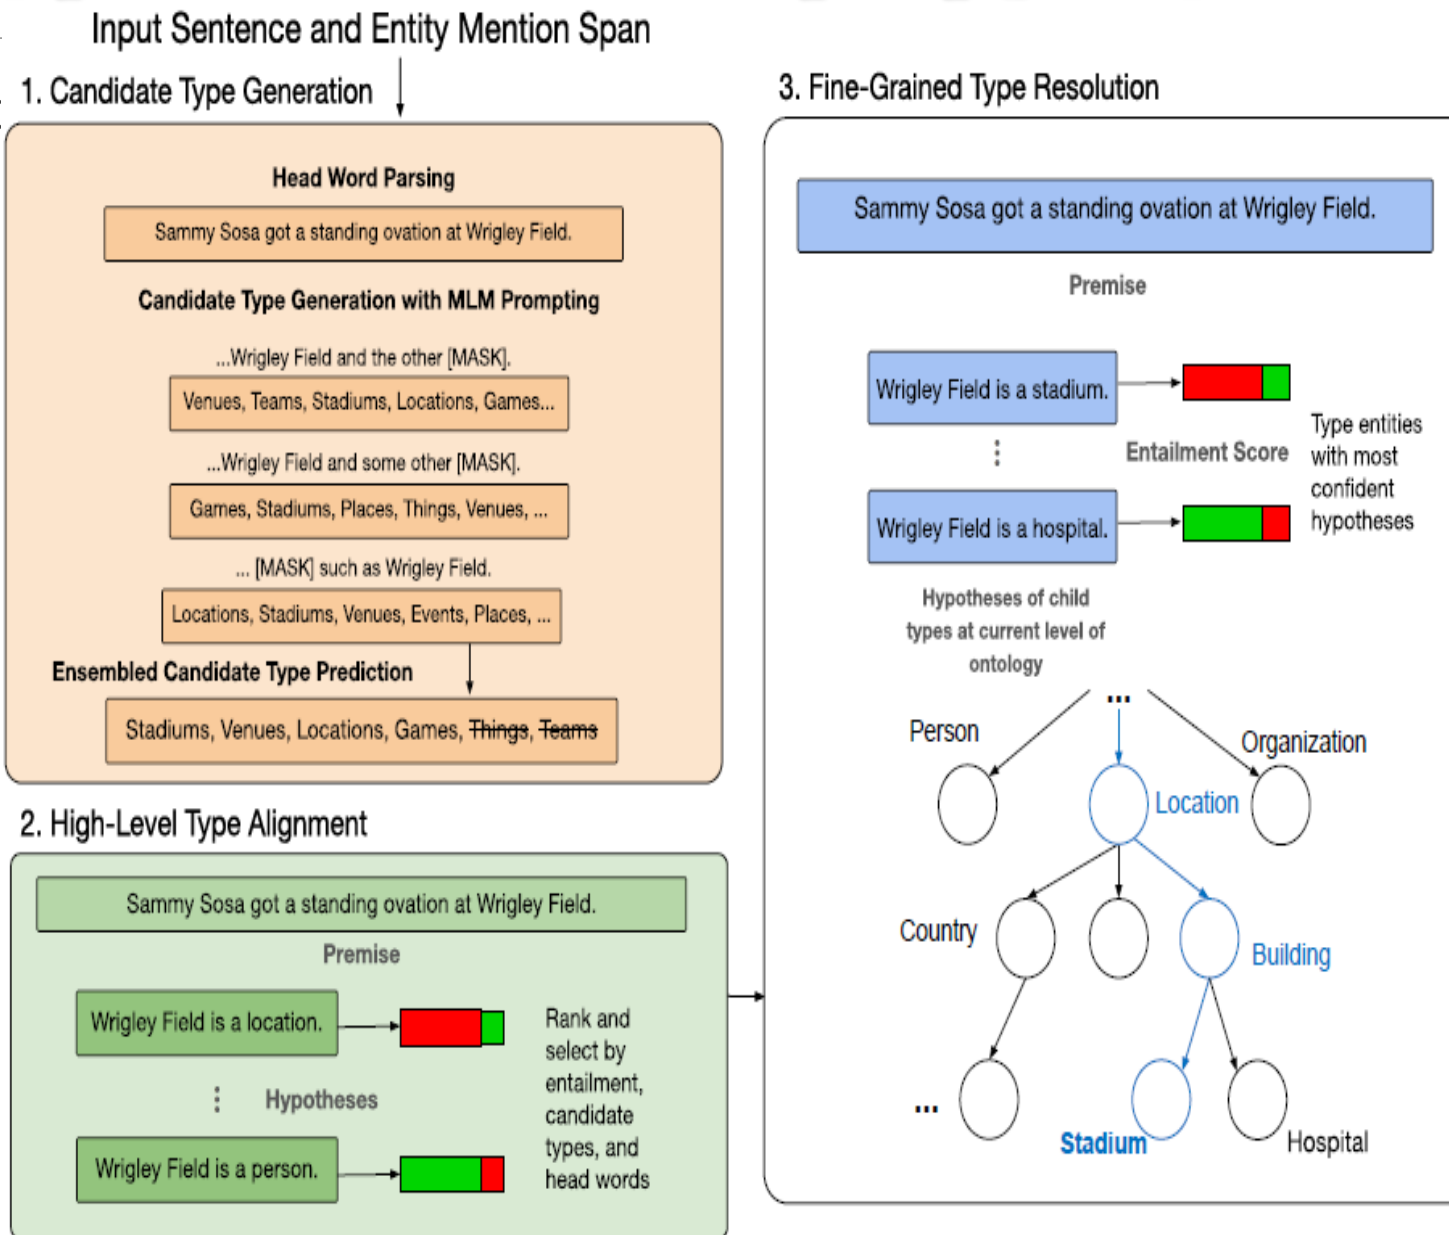 Input Sentence and Entity Mention Span
1. Candidate Type Generation
Head Word Parsing
Sammy Sosa got a standing ovation at Wrigley Field.
Candidate Type Generation with MLM Prompting
...Wrigley Field and the other [MASK].
Venues, Teams, Stadiums, Locations, Games...
...Wrigley Field and some other [MASK].
Games, Stadiums, Places, Things, Venues, ...
... [MASK] such as Wrigley Field.
Locations, Stadiums, Venues, Events, Places, ...
Ensembled Candidate Type Prediction
Stadiums, Venues, Locations, Games, Things, Teams
2. High-Level Type Alignment
Sammy Sosa got a standing ovation at Wrigley Field.
Premise
Wrigley Field is a location.
Hypotheses
Wrigley Field is a person.
Rank and
select by
entailment,
candidate
types, and
head words
3. Fine-Grained Type Resolution
Sammy Sosa got a standing ovation at Wrigley Field.
Premise
Wrigley Field is a stadium.
Entailment Score
Wrigley Field is a hospital.
Type entities
with most
confident
hypotheses
Hypotheses of child
types at current level of
ontology
...
Person
Organization
Location
Country
Building
...
Stadium
Hospital